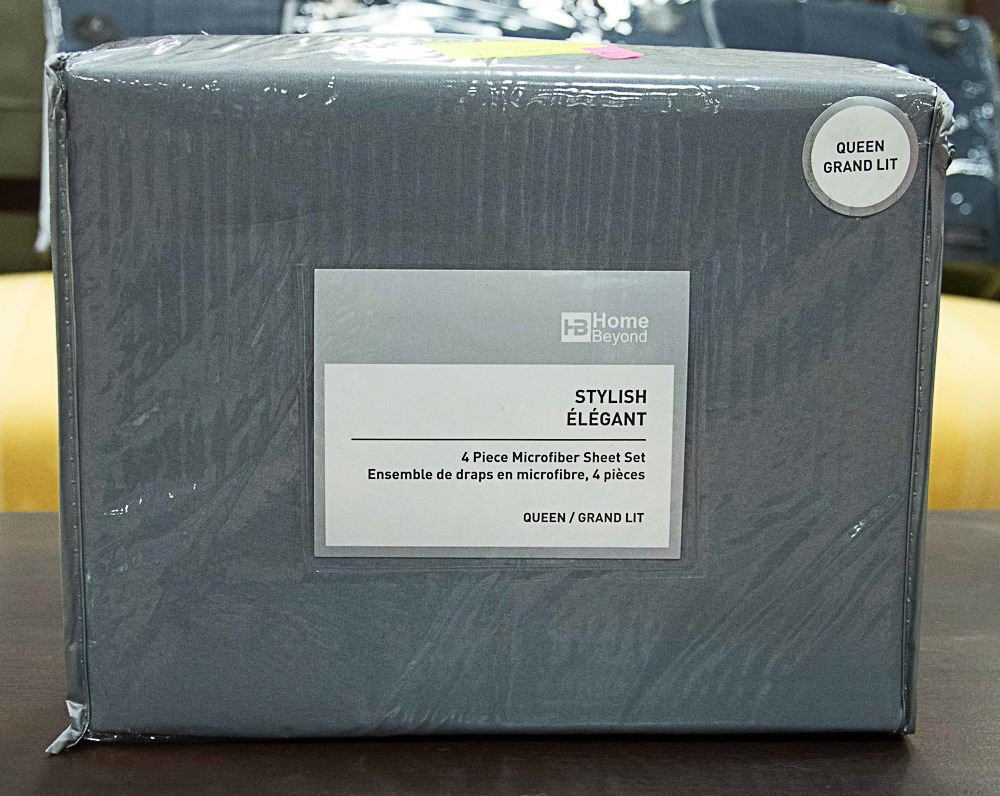 QUEEN
GRAND LIT
HB Home
Beyond
STYLISH
ÉLÉGANT
4 Piece Microfiber Sheet Set
Ensemble de draps en microfibre, 4 pièces
QUEEN / GRAND LIT